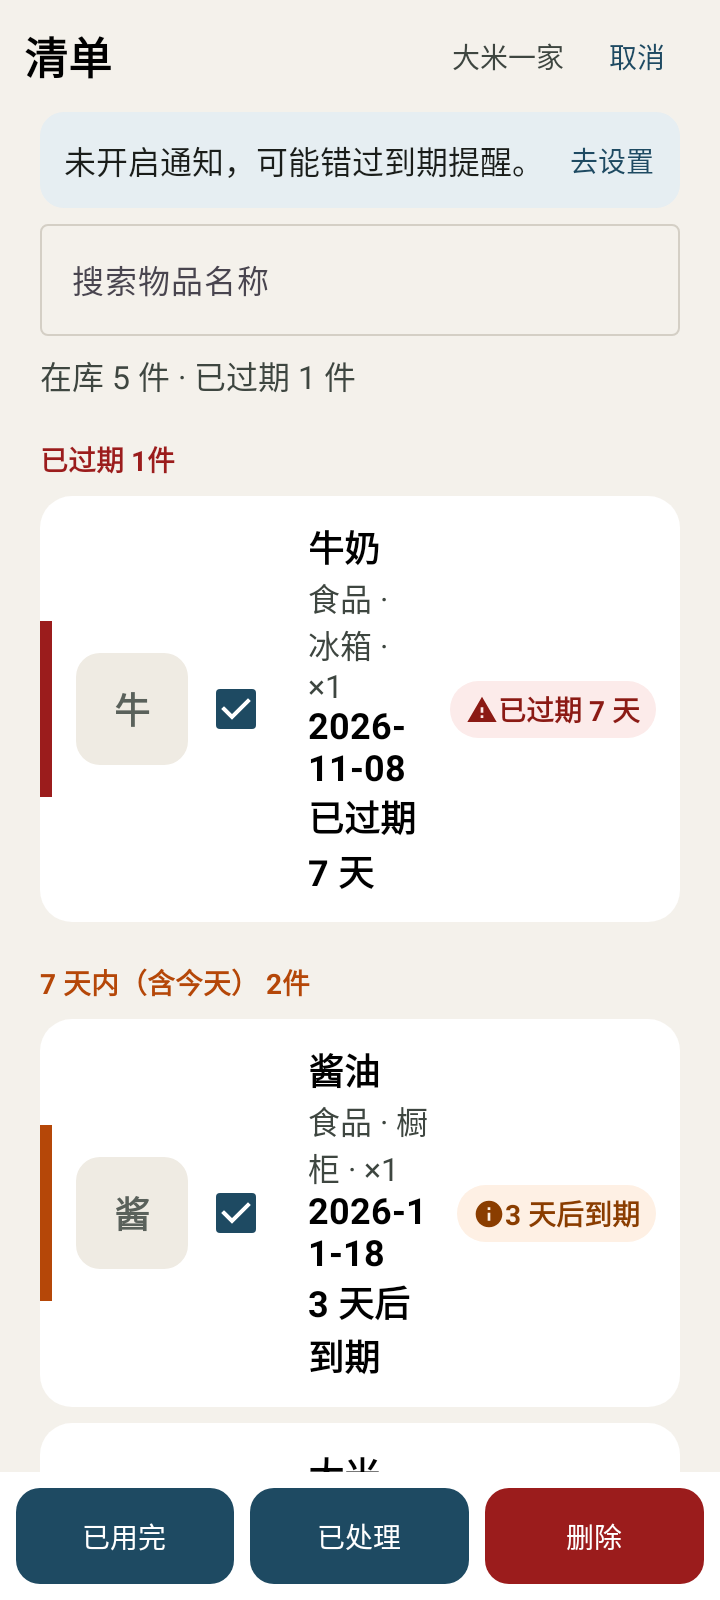 清单
大米一家
取消
未开启通知，可能错过到期提醒。
去设置
搜索物品名称
在库 5 件 · 已过期 1 件
已过期 1件
牛
牛奶
食品 ·
冰箱 ·
×1
2026-
11-08
已过期
7 天
已过期 7 天
7 天内（含今天） 2件
酱
酱油
食品 · 橱
柜 · ×1
2026-1
1-18
3 天后
到期
3 天后到期
已用完
已处理
删除